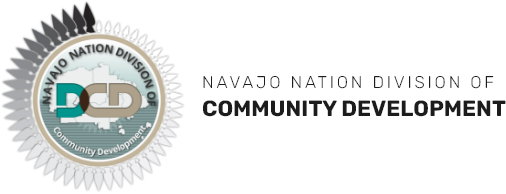 NAVAJO NATION DIVISION OF
DCD
Community Development
NAVAJO NATION DIVISION OF
COMMUNITY DEVELOPMENT